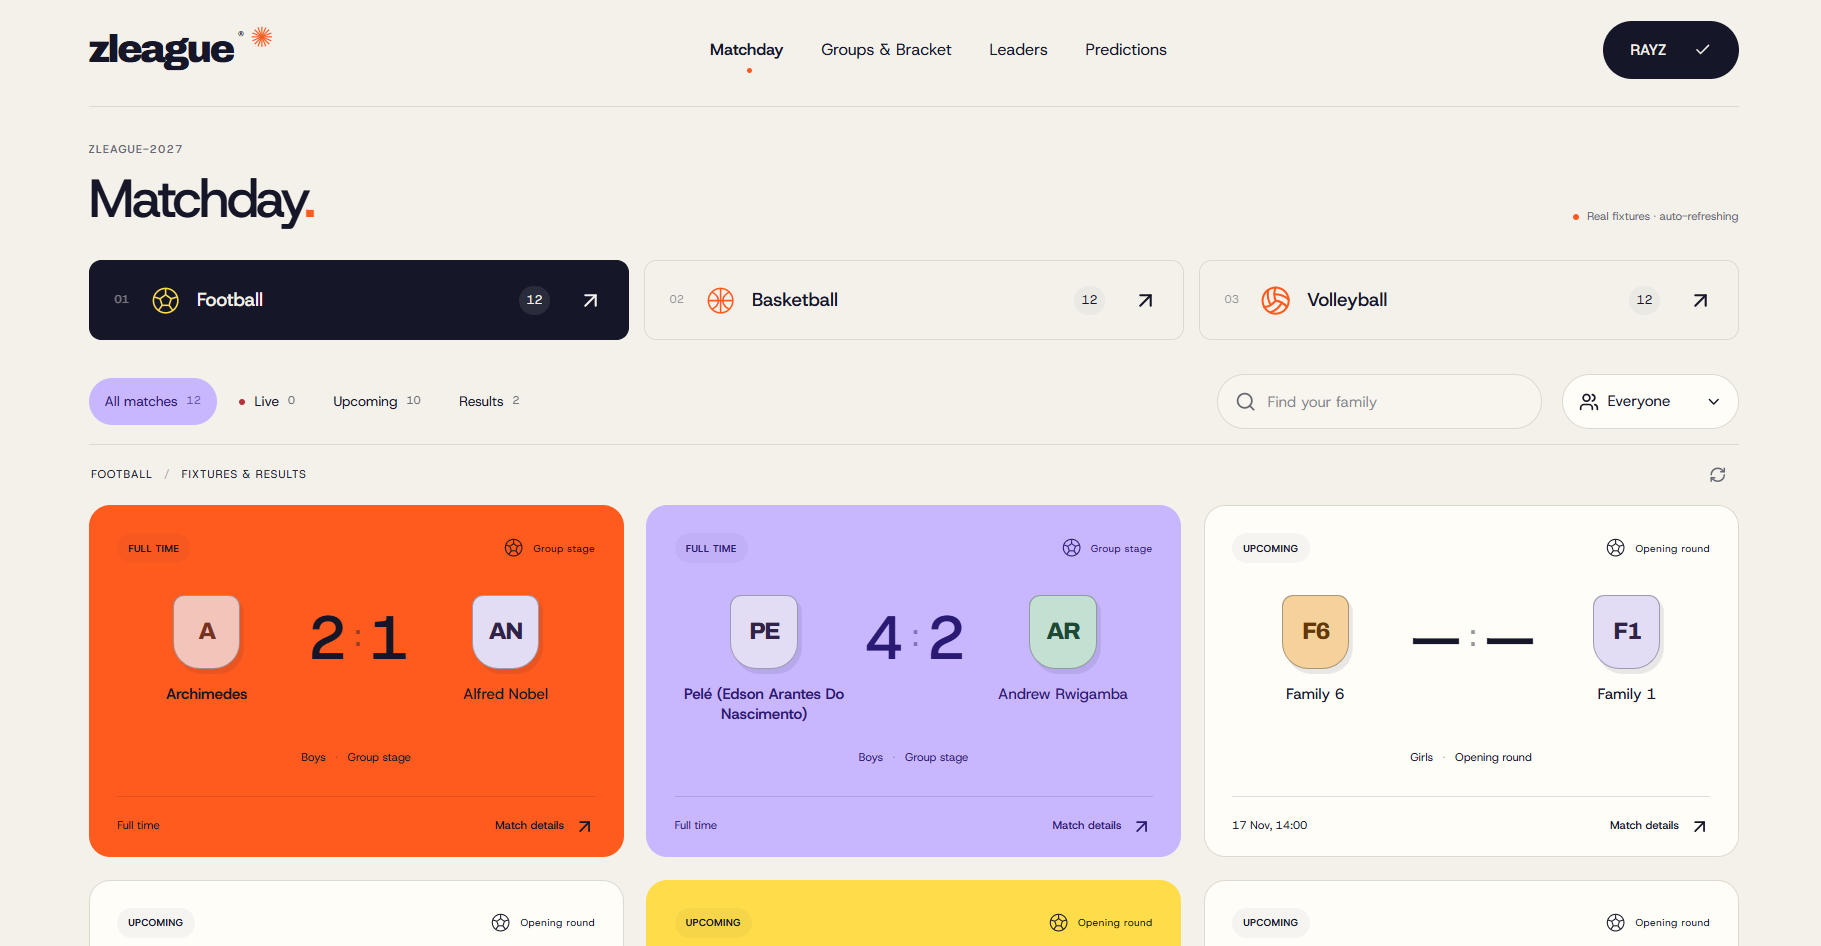 zleague®
Matchday
Groups & Bracket
Leaders
Predictions
RAYZ
ZLEAGUE–2027
Matchday.
Real fixtures · auto-refreshing
01 Football 12
02 Basketball 12
03 Volleyball 12
All matches 12
Live 0
Upcoming 10
Results 2
Find your family
Everyone
FOOTBALL / FIXTURES & RESULTS
FULL TIME
Group stage
A
2 : 1
AN
Archimedes
Alfred Nobel
Boys · Group stage
Full time
Match details
FULL TIME
Group stage
PE
4 : 2
AR
Pelé (Edson Arantes Do
Nascimento)
Andrew Rwigamba
Boys · Group stage
Full time
Match details
UPCOMING
Opening round
F6
— : —
F1
Family 6
Family 1
Girls · Opening round
17 Nov, 14:00
Match details
UPCOMING
Opening round
UPCOMING
Opening round
UPCOMING
Opening round